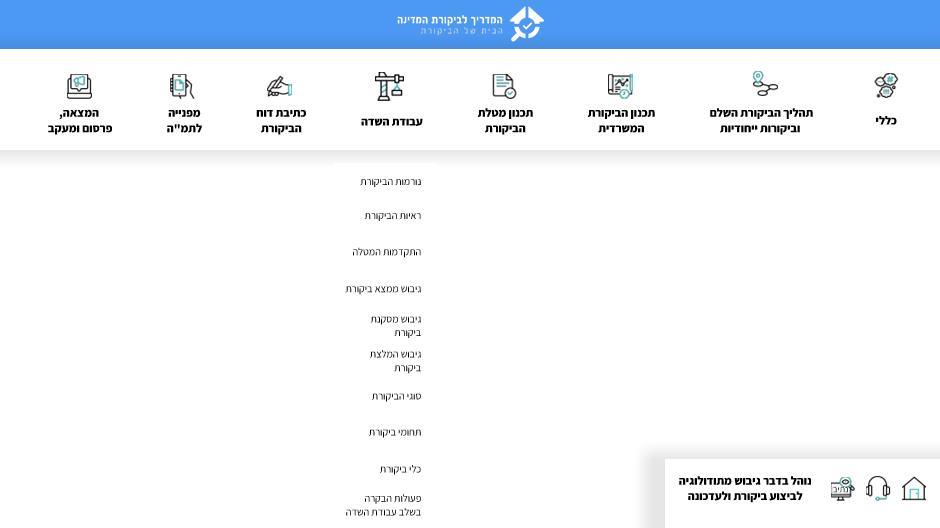 המדריך לביקורת המדינה
הבית של הביקורת
כללי
תהליך הביקורת השלם
וביקורות ייחודיות
תכנון הביקורת
המשרדית
תכנון מטלת
הביקורת
עבודת השדה
כתיבת דוח
הביקורת
מפנייה
לתמ"ה
המצאה,
פרסום ומעקב
נורמות הביקורת
ראיות הביקורת
התקדמות המטלה
גיבוש ממצא ביקורת
גיבוש מסקנת
ביקורת
גיבוש המלצת
ביקורת
סוגי הביקורת
תחומי ביקורת
כלי ביקורת
פעולות הבקרה
בשלב עבודת השדה
נתיב
נוהל בדבר גיבוש מתודולוגיה
לביצוע ביקורת ולעדכונה